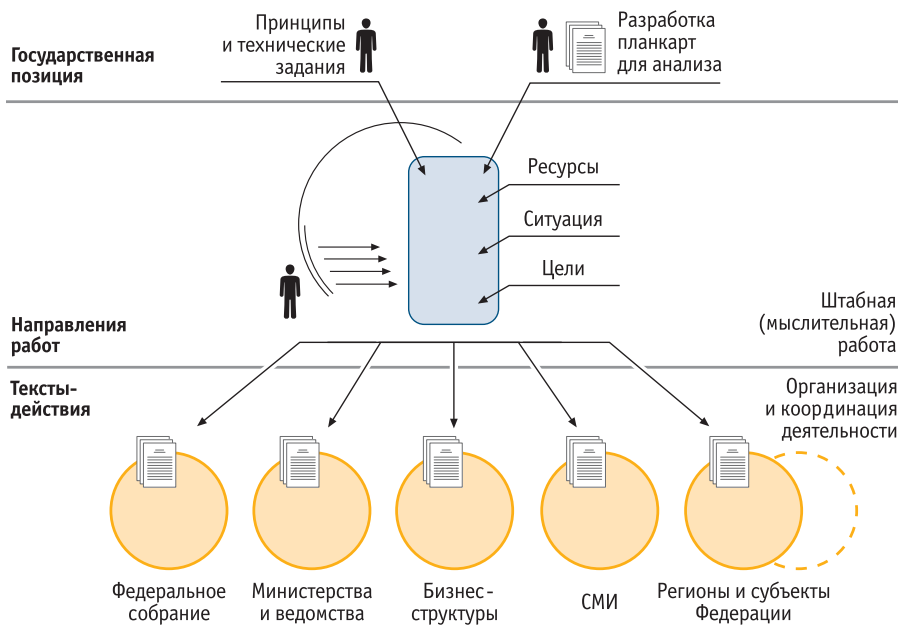 Принципы
и технические
задания
Разработка
планкарт
для анализа
Государственная
позиция
Ресурсы
Ситуация
Цели
Направления
работ
Штабная
(мыслительная)
работа
Тексты-
действия
Организация
и координация
деятельности
Федеральное
собрание
Министерства
и ведомства
Бизнес-
структуры
СМИ
Регионы и субъекты
Федерации